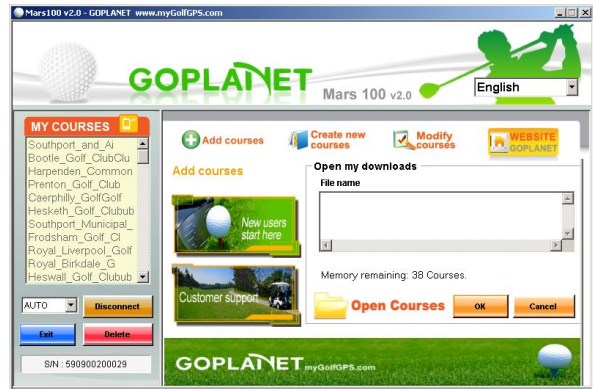 Mars100 v2.0 - GOPLANET www.myGolfGPS.com
GOPLANET
Mars 100 v2.0
English
MY COURSES
Southport_and_Ai
Bootle_Golf_ClubClu
Harpenden_Common
Prenton_Golf_Club
Caerphilly_GolfGolf
Hesketh_Golf_Clubub
Southport_Municipal_
Frodsham_Golf_Cl
Royal_Liverpool_Golf
Royal_Birkdale_G
Heswall_Golf_Clubub
AUTO
Disconnect
Exit
Delete
S/N : 590900200029
Add courses
Create new
courses
Modify
courses
WEBSITE
GOPLANET
Add courses
New users
start here
Customer support
Open my downloads
File name
Memory remaining: 38 Courses.
Open Courses
OK
Cancel
GOPLANET myGolfGPS.com